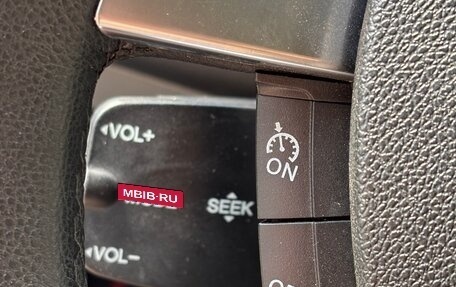 VOL+
ON
MBIB-RU
SEEK
VOL-